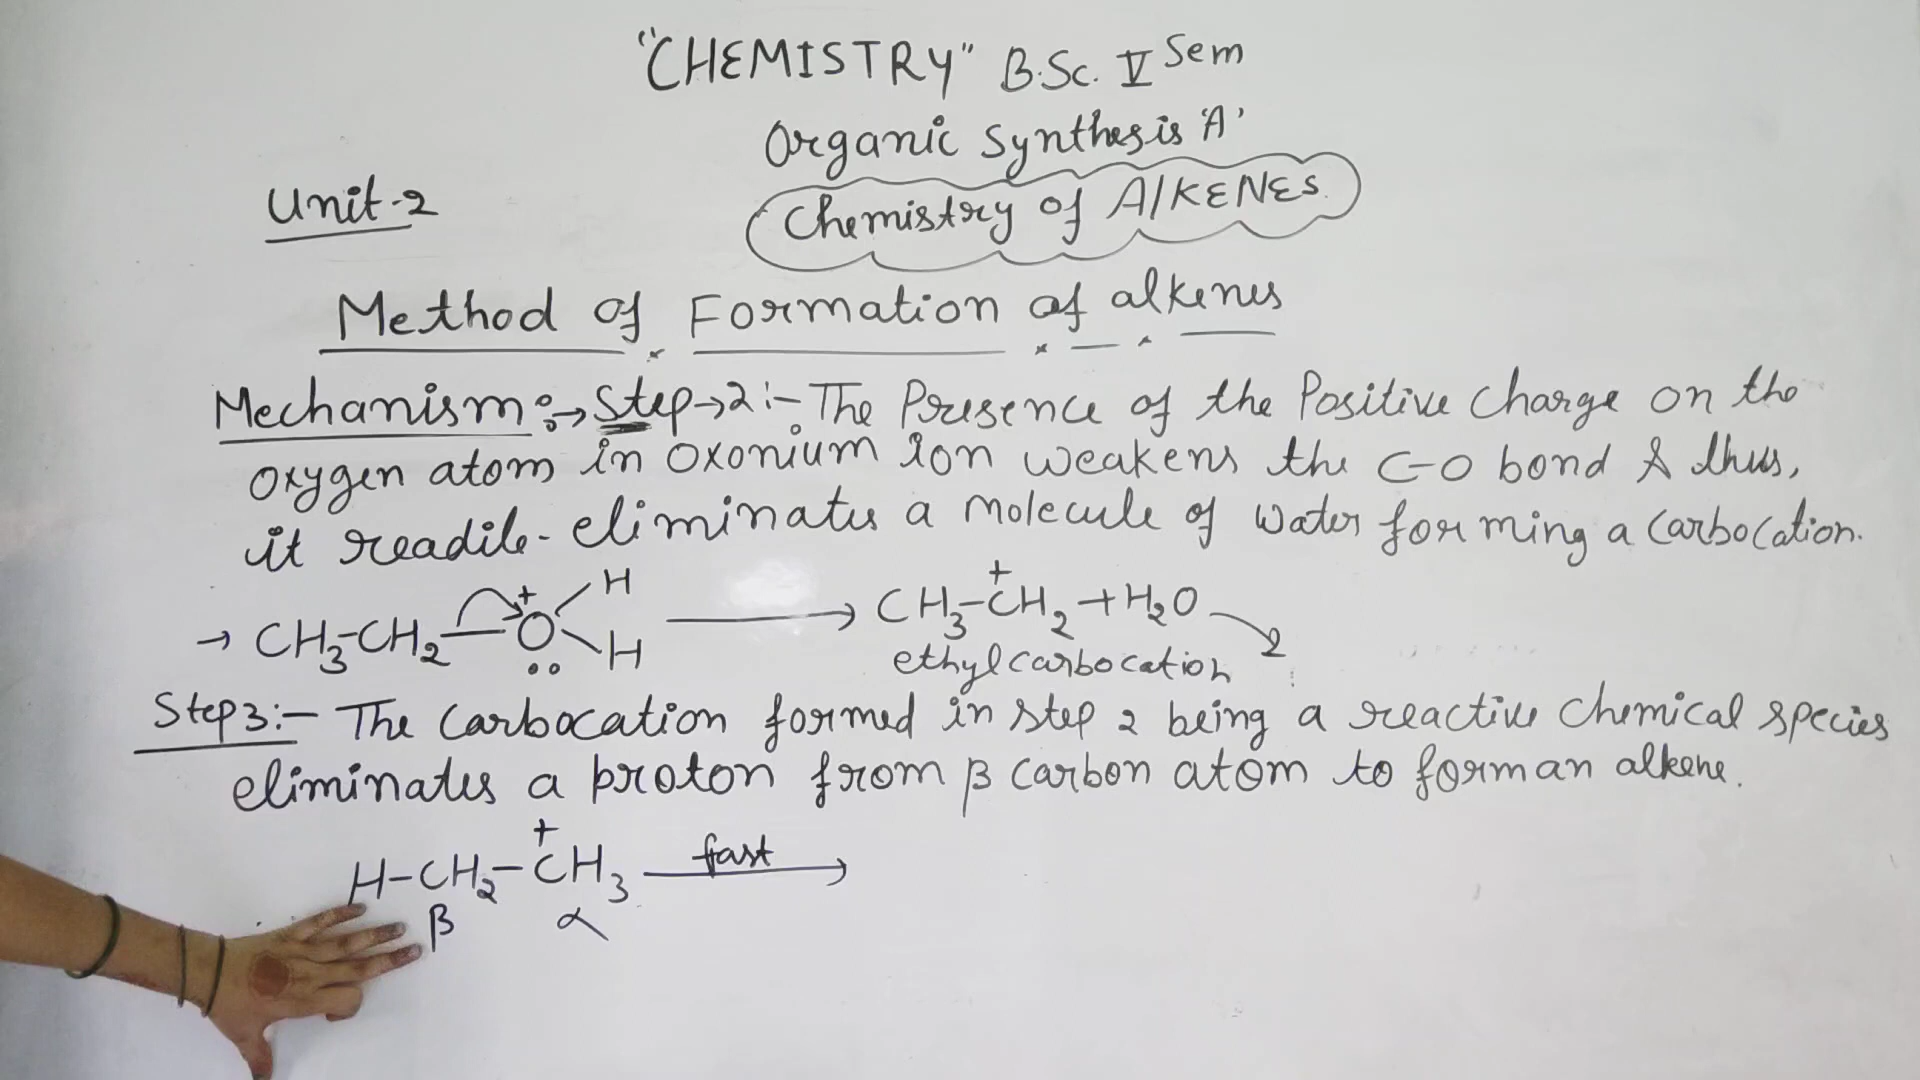 "CHEMISTRY" B.Sc. V Sem
Organic Synthesis 'A'
Unit-2
Chemistry of AlKENES.
Method of Formation of alkenes
Mechanism:→ Step→2:- The Presence of the Positive charge on the
oxygen atom in oxonium ion weakens the C-O bond & thus,
it readile-eliminates a molecule of water forming a carbocation.
→ CH₃-CH₂-O⁺ H H → CH₃-C⁺H₂ + H₂O
ethyl carbocation 2
Step3:- The carbocation formed in step 2 being a reactive chemical species
eliminates a proton from β carbon atom to form an alkene.
H-CH₂-C⁺H₃ fast →
β α